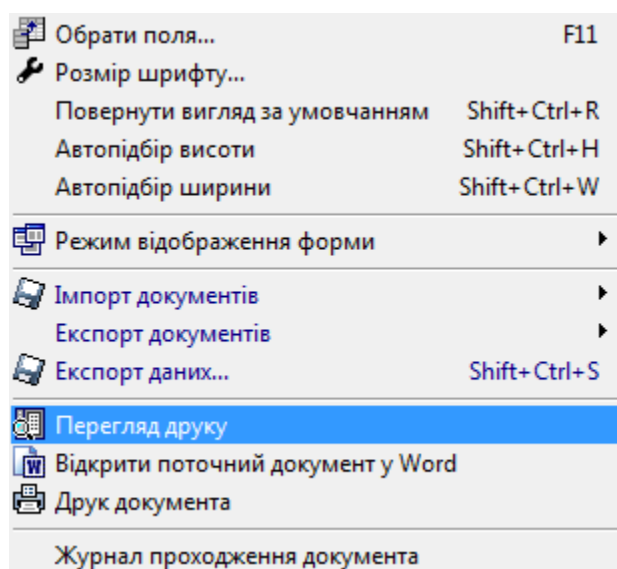 Обрати поля... F11
Розмір шрифту...
Повернути вигляд за умовчанням Shift+Ctrl+R
Автопідбір висоти Shift+Ctrl+H
Автопідбір ширини Shift+Ctrl+W
Режим відображення форми
Імпорт документів
Експорт документів
Експорт даних... Shift+Ctrl+S
Перегляд друку
Відкрити поточний документ у Word
Друк документа
Журнал проходження документа